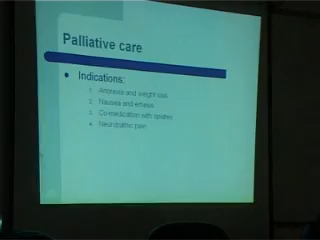 Palliative care
Indications:
1. Anorexia and weight loss
2. Nausea and emesis
3. Co-medication with opiates
4. Neuropathic pain